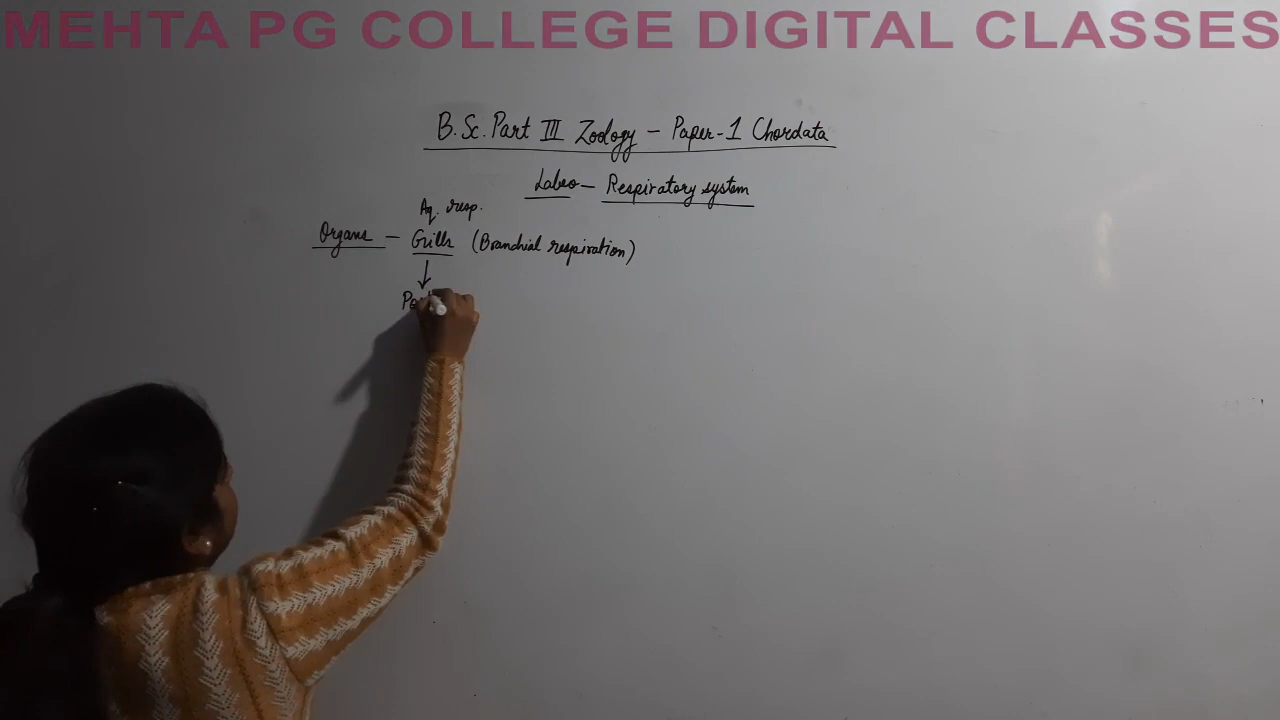 MEHTA PG COLLEGE DIGITAL CLASSES
B.Sc. Part III Zoology - Paper-1 Chordata
Labeo - Respiratory system
Aq. resp.
Organs - Gills (Branchial respiration)